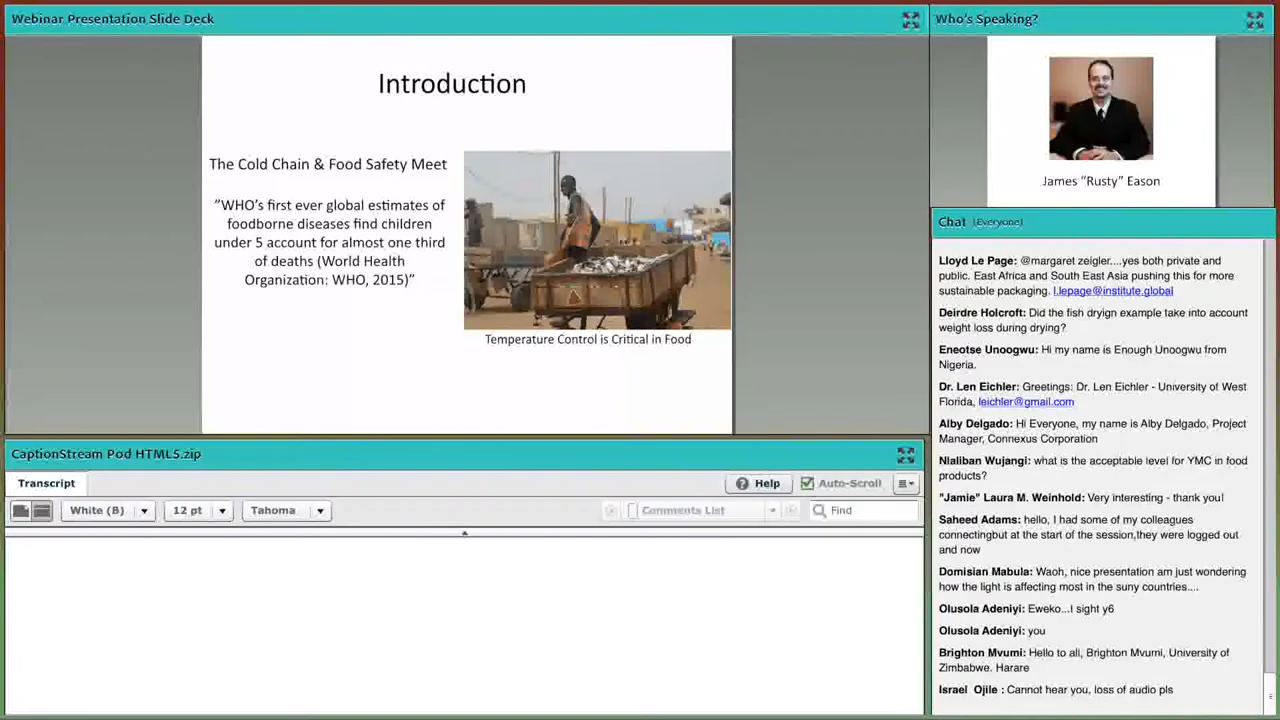 Webinar Presentation Slide Deck
Introduction
The Cold Chain & Food Safety Meet
”WHO’s first ever global estimates of
foodborne diseases find children
under 5 account for almost one third
of deaths (World Health
Organization: WHO, 2015)”
Temperature Control is Critical in Food
Who's Speaking?
James “Rusty” Eason
Chat (Everyone)
Lloyd Le Page: @margaret zeigler....yes both private and
public. East Africa and South East Asia pushing this for more
sustainable packaging. l.lepage@institute.global
Deirdre Holcroft: Did the fish dryign example take into account
weight loss during drying?
Eneotse Unoogwu: Hi my name is Enough Unoogwu from
Nigeria.
Dr. Len Eichler: Greetings: Dr. Len Eichler - University of West
Florida, leichler@gmail.com
Alby Delgado: Hi Everyone, my name is Alby Delgado, Project
Manager, Connexus Corporation
Nialiban Wujangi: what is the acceptable level for YMC in food
products?
"Jamie" Laura M. Weinhold: Very interesting - thank you!
Saheed Adams: hello, I had some of my colleagues
connectingbut at the start of the session,they were logged out
and now
Domisian Mabula: Waoh, nice presentation am just wondering
how the light is affecting most in the suny countries....
Olusola Adeniyi: Eweko...I sight y6
Olusola Adeniyi: you
Brighton Mvumi: Hello to all, Brighton Mvumi, University of
Zimbabwe. Harare
Israel Ojile : Cannot hear you, loss of audio pls
CaptionStream Pod HTML5.zip
Transcript
Help
Auto-Scroll
White (B)
12 pt
Tahoma
Comments List
Find